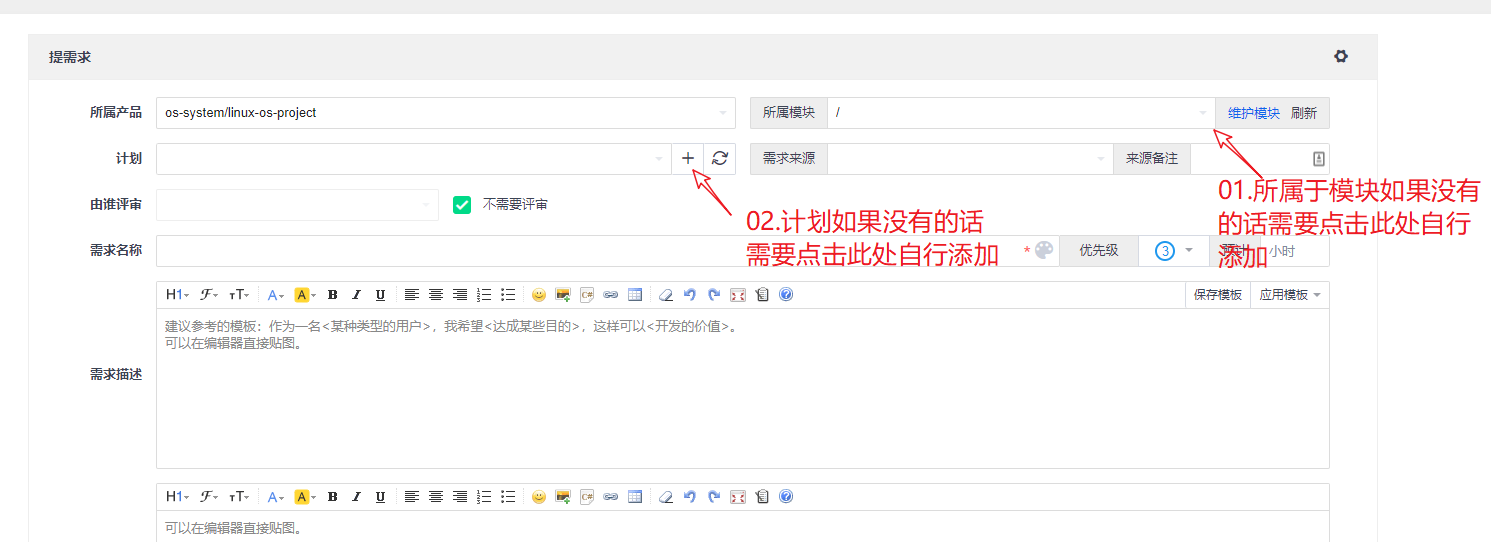 提需求
所属产品 os-system/linux-os-project 所属模块 / 维护模块 刷新
计划 需求来源 来源备注
01.所属于模块如果没有
的话需要点击此处自行
添加
由谁评审 不需要评审
02.计划如果没有的话
需要点击此处自行添加
需求名称 * 优先级 3 小时
H1 F тT A A B I U C# 保存模板 应用模板
需求描述
建议参考的模板：作为一名<某种类型的用户>，我希望<达成某些目的>，这样可以<开发的价值>。
可以在编辑器直接贴图。
H1 F тT A A B I U C#
可以在编辑器直接贴图。